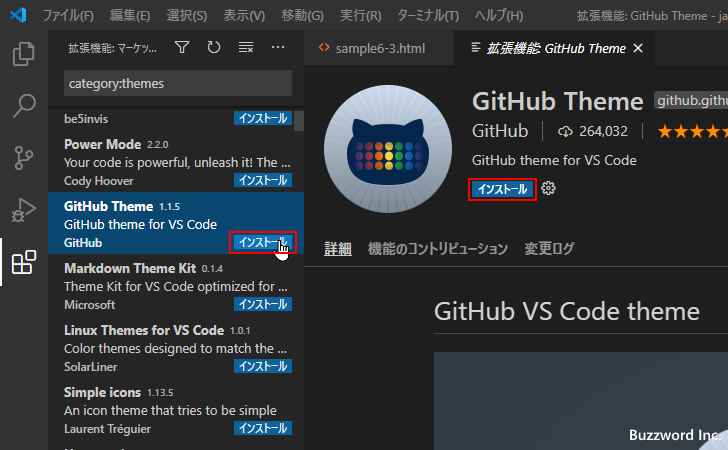 ファイル(F) 編集(E) 選択(S) 表示(V) 移動(G) 実行(R) ターミナル(T) ヘルプ(H) 拡張機能: GitHub Theme - ja
拡張機能: マーケッ...
sample6-3.html
拡張機能: GitHub Theme
category:themes
be5invis インストール
Power Mode 2.2.0
Your code is powerful, unleash it! The ...
Cody Hoover インストール
GitHub Theme 1.1.5
GitHub theme for VS Code
GitHub インストール
Markdown Theme Kit 0.1.4
Theme Kit for VS Code optimized for ...
Microsoft インストール
Linux Themes for VS Code 1.0.1
Color themes designed to match the ...
SolarLiner インストール
Simple icons 1.13.5
An icon theme that tries to be simple
Laurent Tréguier インストール
GitHub Theme github.gith
GitHub 264,032 ★★★★★
GitHub theme for VS Code
インストール
詳細 機能のコントリビューション 変更ログ
GitHub VS Code theme
Buzzword Inc.